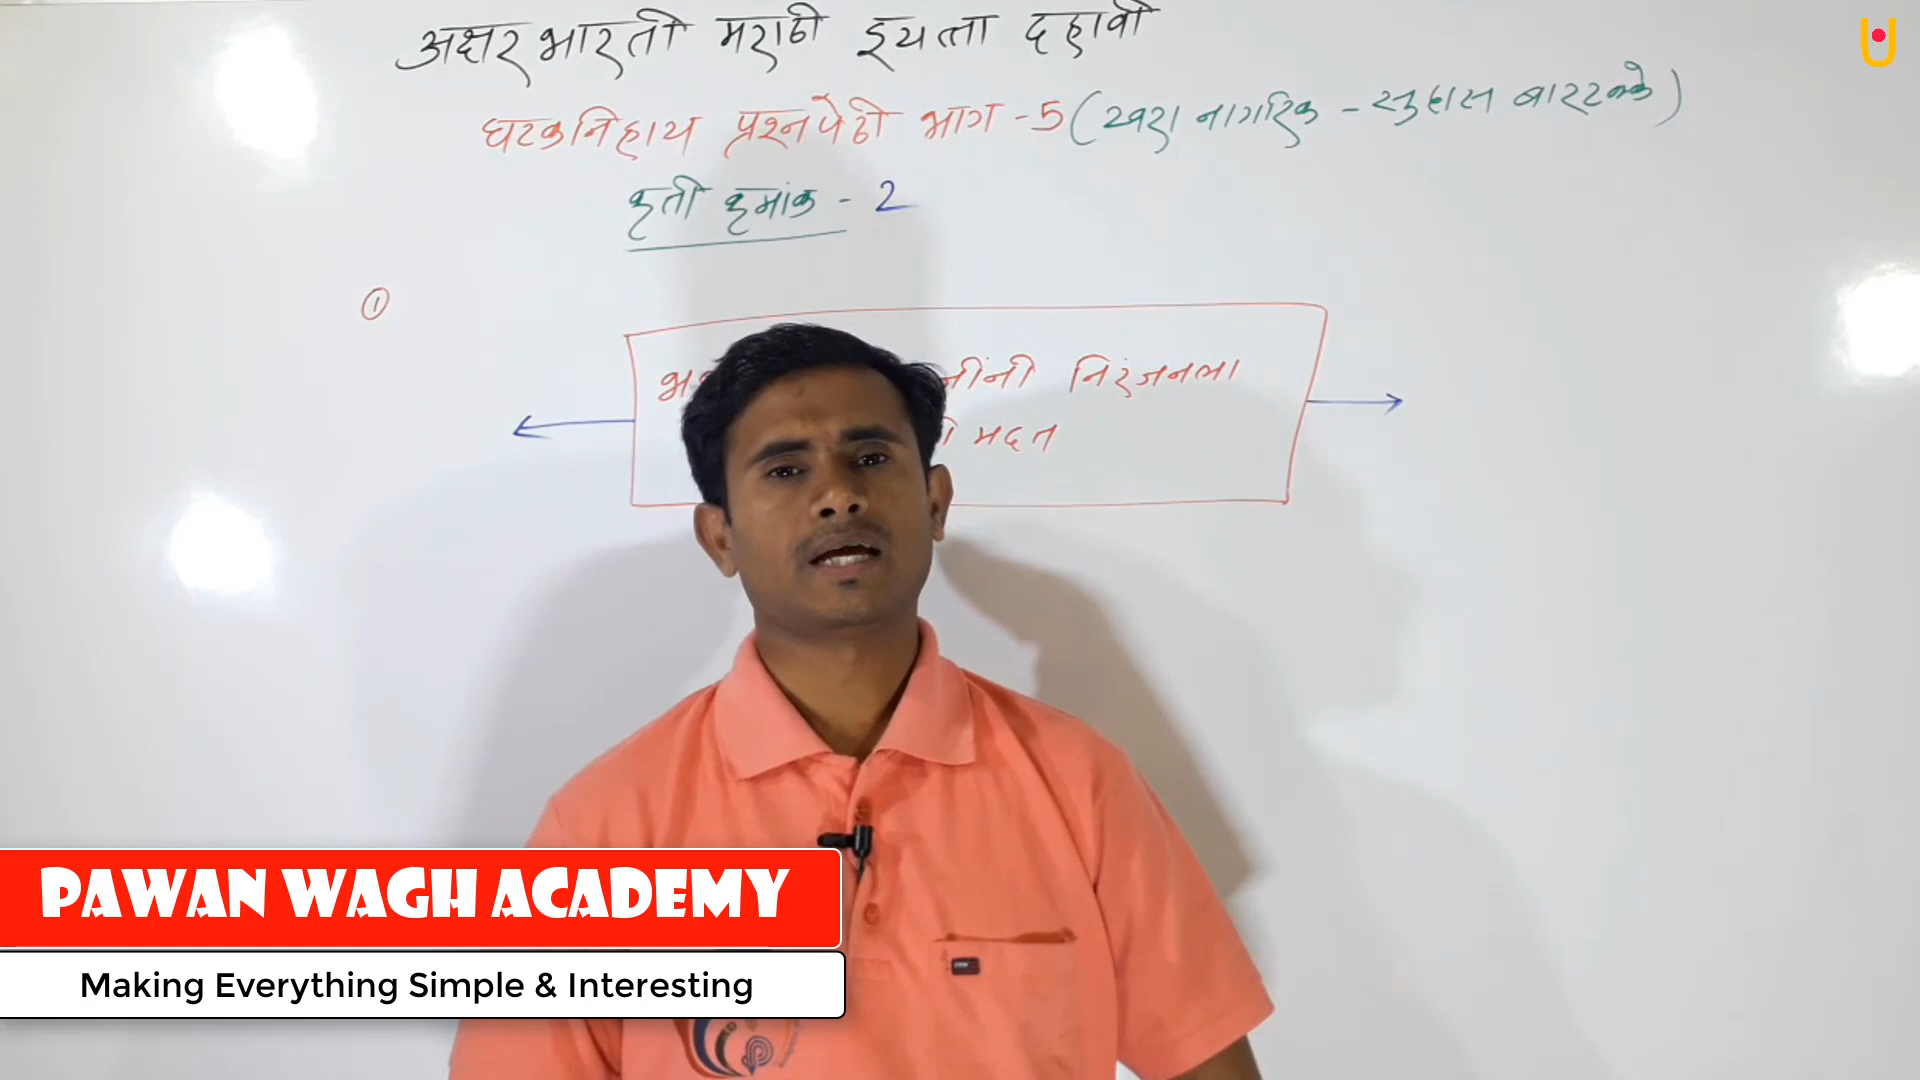 अक्षरभारती मराठी इयत्ता दहावी
घटकनिहाय प्रश्नपेढी भाग -5 (खरा नागरिक - सुहास बारटक्के)
कृती क्रमांक - 2
①
निरंजनला
मदत
PAWAN WAGH ACADEMY
Making Everything Simple & Interesting